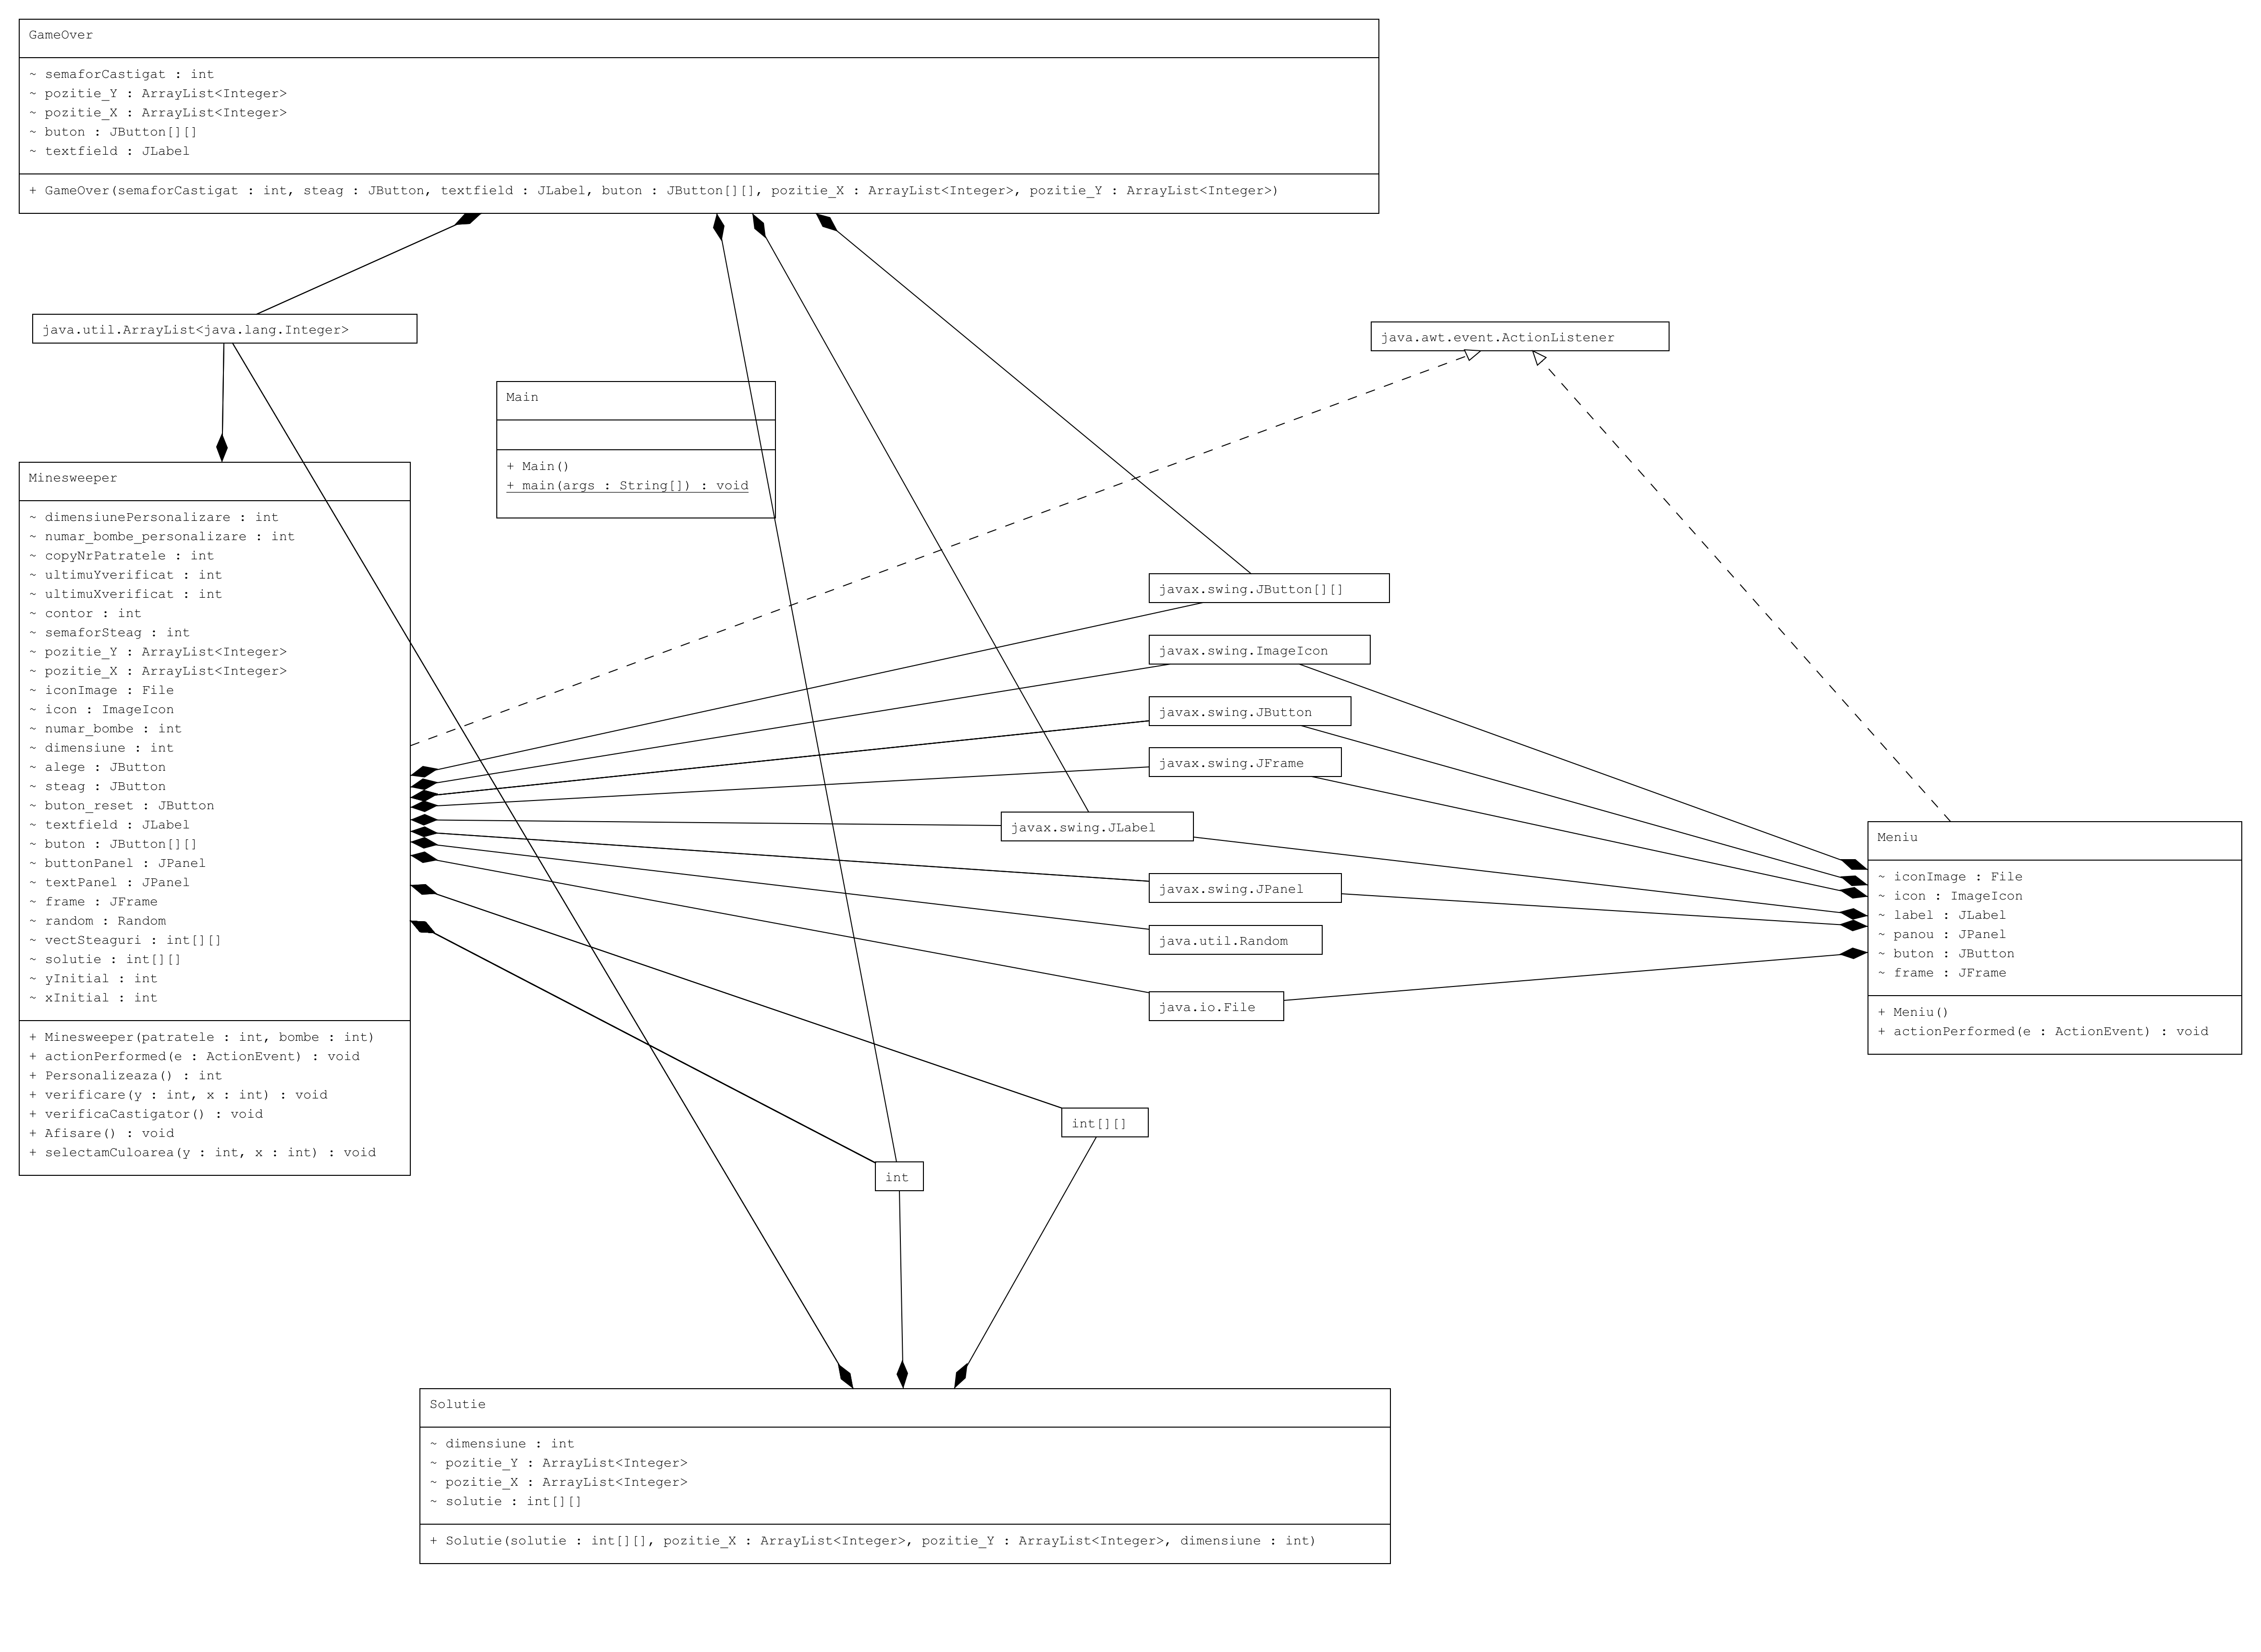 GameOver
~ semaforCastigat : int
~ pozitie_Y : ArrayList<Integer>
~ pozitie_X : ArrayList<Integer>
~ buton : JButton[][]
~ textfield : JLabel
+ GameOver(semaforCastigat : int, steag : JButton, textfield : JLabel, buton : JButton[][], pozitie_X : ArrayList<Integer>, pozitie_Y : ArrayList<Integer>)
java.util.ArrayList<java.lang.Integer>
java.awt.event.ActionListener
Main
+ Main()
+ main(args : String[]) : void
Minesweeper
~ dimensiunePersonalizare : int
~ numar_bombe_personalizare : int
~ copyNrPatratele : int
~ ultimuYverificat : int
~ ultimuXverificat : int
~ contor : int
~ semaforSteag : int
~ pozitie_Y : ArrayList<Integer>
~ pozitie_X : ArrayList<Integer>
~ iconImage : File
~ icon : ImageIcon
~ numar_bombe : int
~ dimensiune : int
~ alege : JButton
~ steag : JButton
~ buton_reset : JButton
~ textfield : JLabel
~ buton : JButton[][]
~ buttonPanel : JPanel
~ textPanel : JPanel
~ frame : JFrame
~ random : Random
~ vectSteaguri : int[][]
~ solutie : int[][]
~ yInitial : int
~ xInitial : int
+ Minesweeper(patratele : int, bombe : int)
+ actionPerformed(e : ActionEvent) : void
+ Personalizeaza() : int
+ verificare(y : int, x : int) : void
+ verificaCastigator() : void
+ Afisare() : void
+ selectamCuloarea(y : int, x : int) : void
javax.swing.JButton[][]
javax.swing.ImageIcon
javax.swing.JButton
javax.swing.JFrame
javax.swing.JLabel
javax.swing.JPanel
java.util.Random
java.io.File
int[][]
int
Meniu
~ iconImage : File
~ icon : ImageIcon
~ label : JLabel
~ panou : JPanel
~ buton : JButton
~ frame : JFrame
+ Meniu()
+ actionPerformed(e : ActionEvent) : void
Solutie
~ dimensiune : int
~ pozitie_Y : ArrayList<Integer>
~ pozitie_X : ArrayList<Integer>
~ solutie : int[][]
+ Solutie(solutie : int[][], pozitie_X : ArrayList<Integer>, pozitie_Y : ArrayList<Integer>, dimensiune : int)